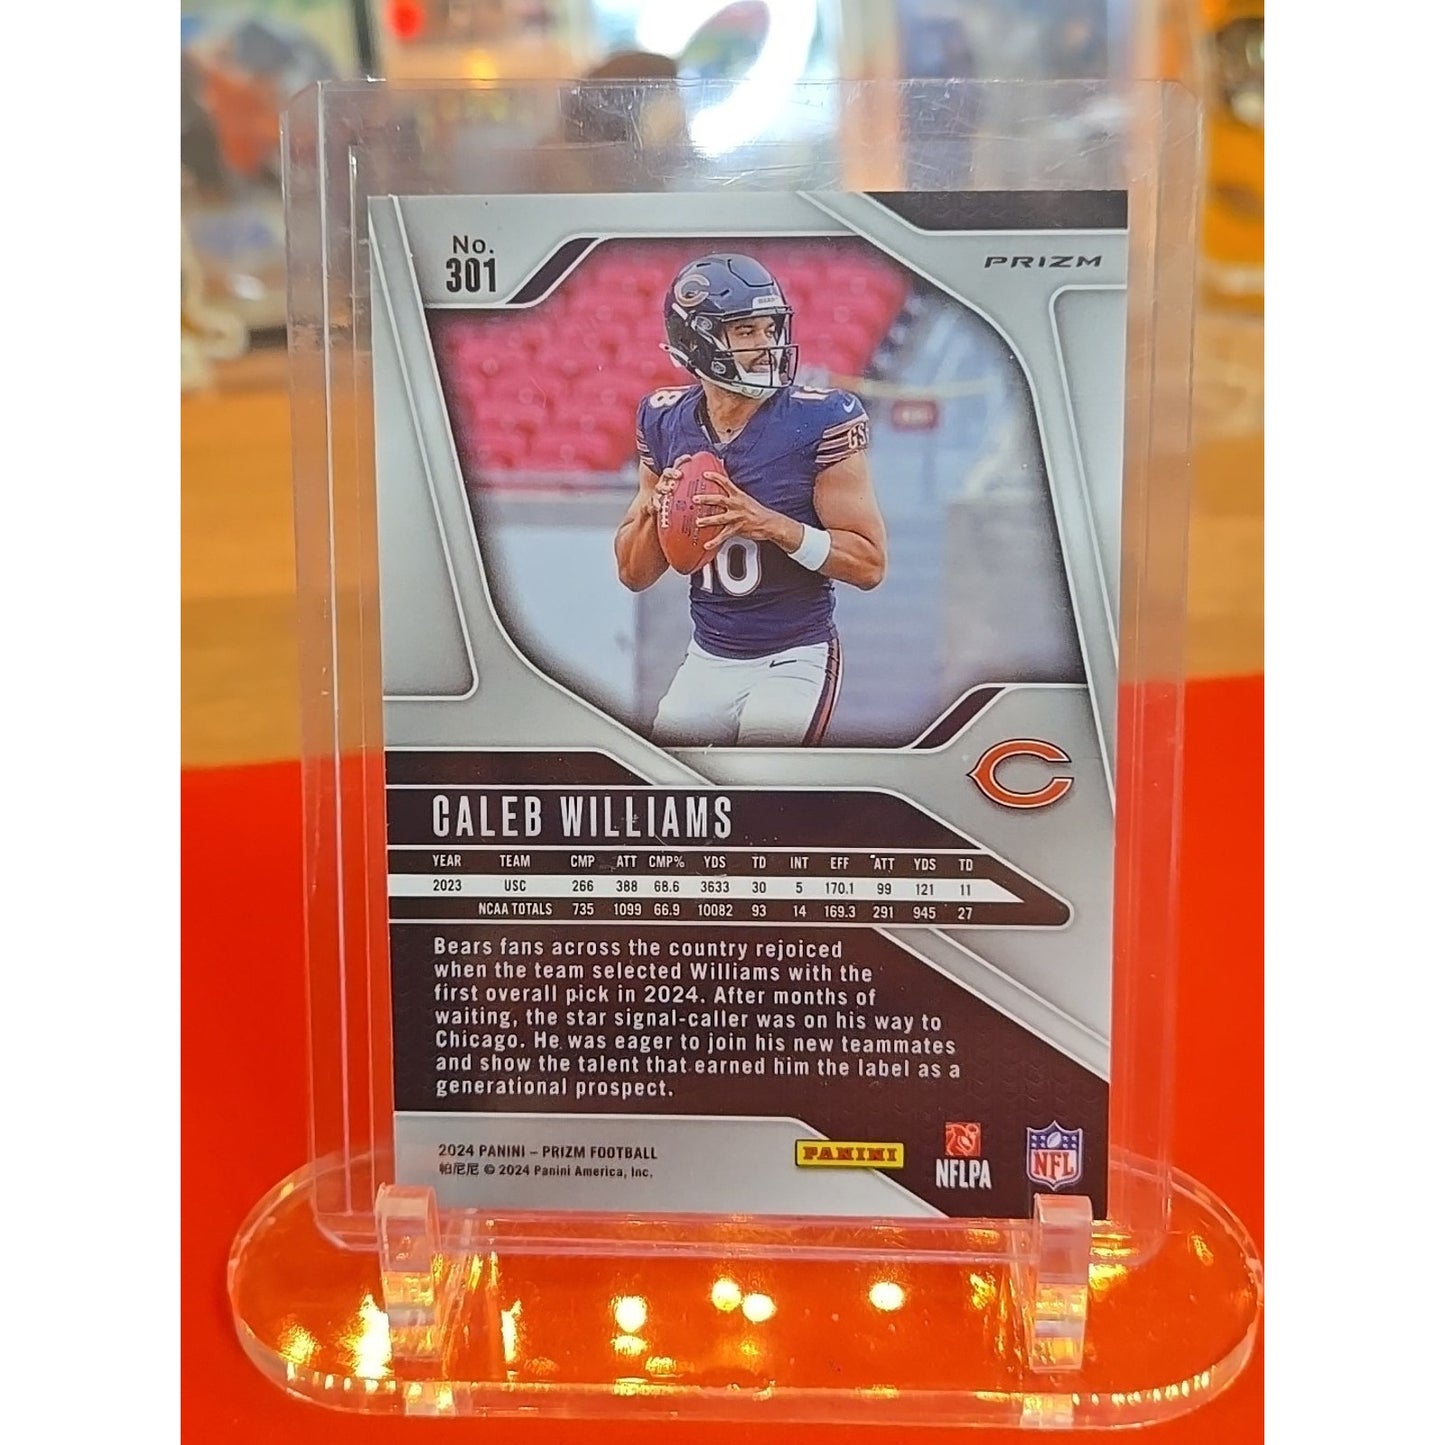 No.
301
PRIZM
C
18
GSH
10
C
CALEB WILLIAMS
YEAR TEAM CMP ATT CMP% YDS TD INT EFF ATT YDS TD
2023 USC 266 388 68.6 3633 30 5 170.1 99 121 11
NCAA TOTALS 735 1099 66.9 10082 93 14 169.3 291 945 27
Bears fans across the country rejoiced
when the team selected Williams with the
first overall pick in 2024. After months of
waiting, the star signal-caller was on his way to
Chicago. He was eager to join his new teammates
and show the talent that earned him the label as a
generational prospect.
2024 PANINI – PRIZM FOOTBALL
帕尼尼 © 2024 Panini America, Inc.
PANINI
NFLPA
NFL